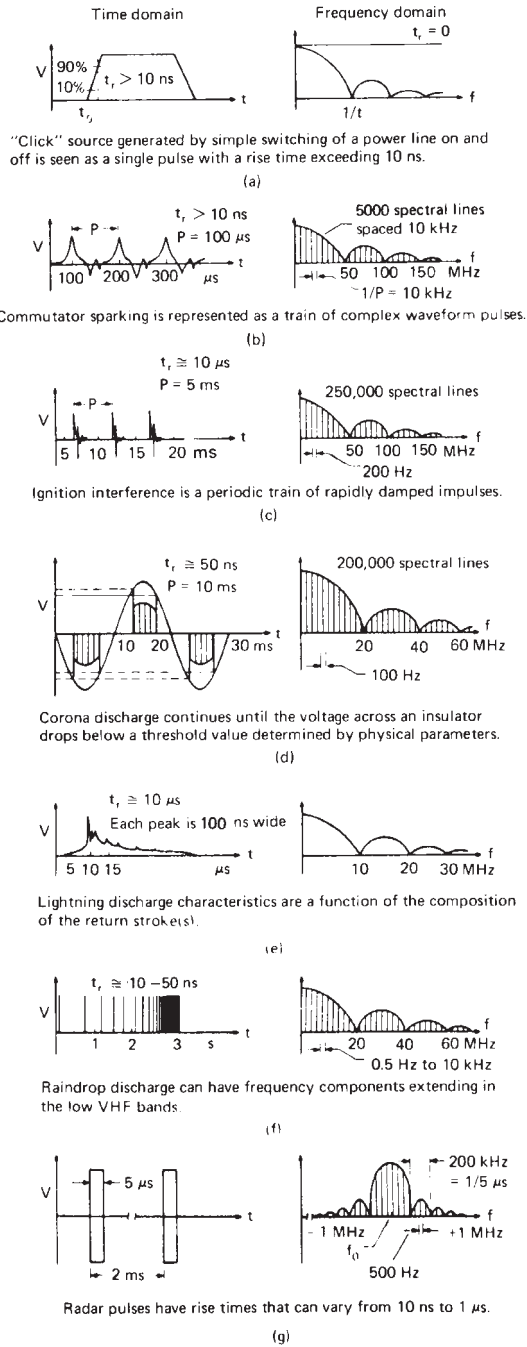 Time domain
Frequency domain
V
90%
10%
t_r > 10 ns
t
t_r = 0
f
1/t
"Click" source generated by simple switching of a power line on and
off is seen as a single pulse with a rise time exceeding 10 ns.
(a)
V
P
t_r > 10 ns
P = 100 μs
t
100 200 300 μs
5000 spectral lines
spaced 10 kHz
f
50 100 150 MHz
1/P = 10 kHz
Commutator sparking is represented as a train of complex waveform pulses.
(b)
t_r ≅ 10 μs
P = 5 ms
V
P
t
5 10 15 20 ms
250,000 spectral lines
f
50 100 150 MHz
200 Hz
Ignition interference is a periodic train of rapidly damped impulses.
(c)
t_r ≅ 50 ns
P = 10 ms
V
t
10 20 30 ms
200,000 spectral lines
f
20 40 60 MHz
100 Hz
Corona discharge continues until the voltage across an insulator
drops below a threshold value determined by physical parameters.
(d)
t_r ≅ 10 μs
Each peak is 100 ns wide
V
t
5 10 15 μs
f
10 20 30 MHz
Lightning discharge characteristics are a function of the composition
of the return stroke(s).
(e)
t_r ≅ 10 – 50 ns
V
t
1 2 3 s
f
20 40 60 MHz
0.5 Hz to 10 kHz
Raindrop discharge can have frequency components extending in
the low VHF bands.
(f)
V
5 μs
t
2 ms
200 kHz
= 1/5 μs
f
- 1 MHz
f₀
+1 MHz
500 Hz
Radar pulses have rise times that can vary from 10 ns to 1 μs.
(g)